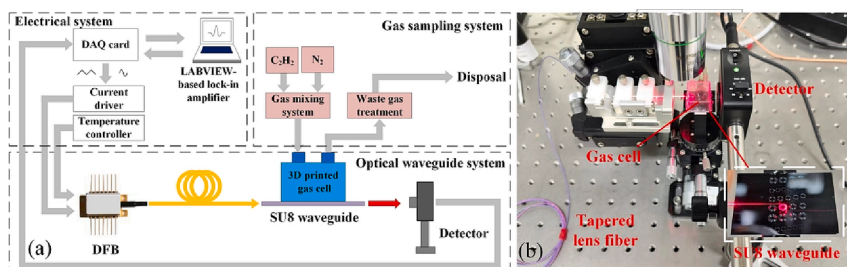 Electrical system
DAQ card
LABVIEW-
based lock-in
amplifier
Current
driver
Temperature
controller
Gas sampling system
C₂H₂
N₂
Gas mixing
system
Waste gas
treatment
Disposal
Optical waveguide system
3D printed
gas cell
SU8 waveguide
DFB
Detector
(a)
Detector
Gas cell
Tapered
lens fiber
SU8 waveguide
(b)